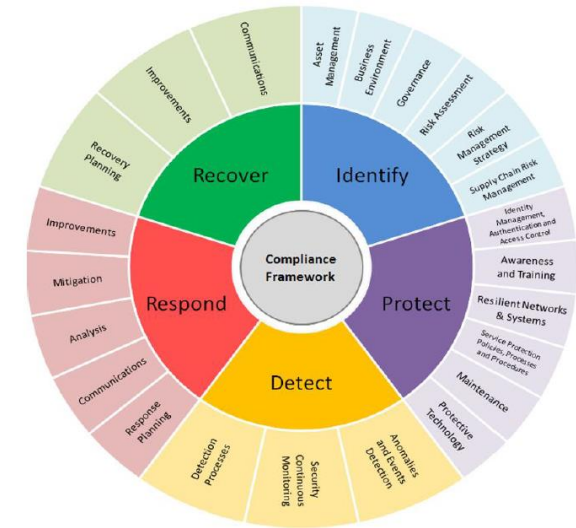 Compliance
Framework
Identify
Protect
Detect
Respond
Recover
Asset
Management
Business
Environment
Governance
Risk Assessment
Risk
Management
Strategy
Supply Chain Risk
Management
Identity
Management,
Authentication and
Access Control
Awareness
and Training
Resilient Networks
& Systems
Service Protection
Policies, Processes
and Procedures
Maintenance
Protective
Technology
Anomalies
and Events
Detection
Security
Continuous
Monitoring
Detection
Processes
Response
Planning
Communications
Analysis
Mitigation
Improvements
Recovery
Planning
Improvements
Communications